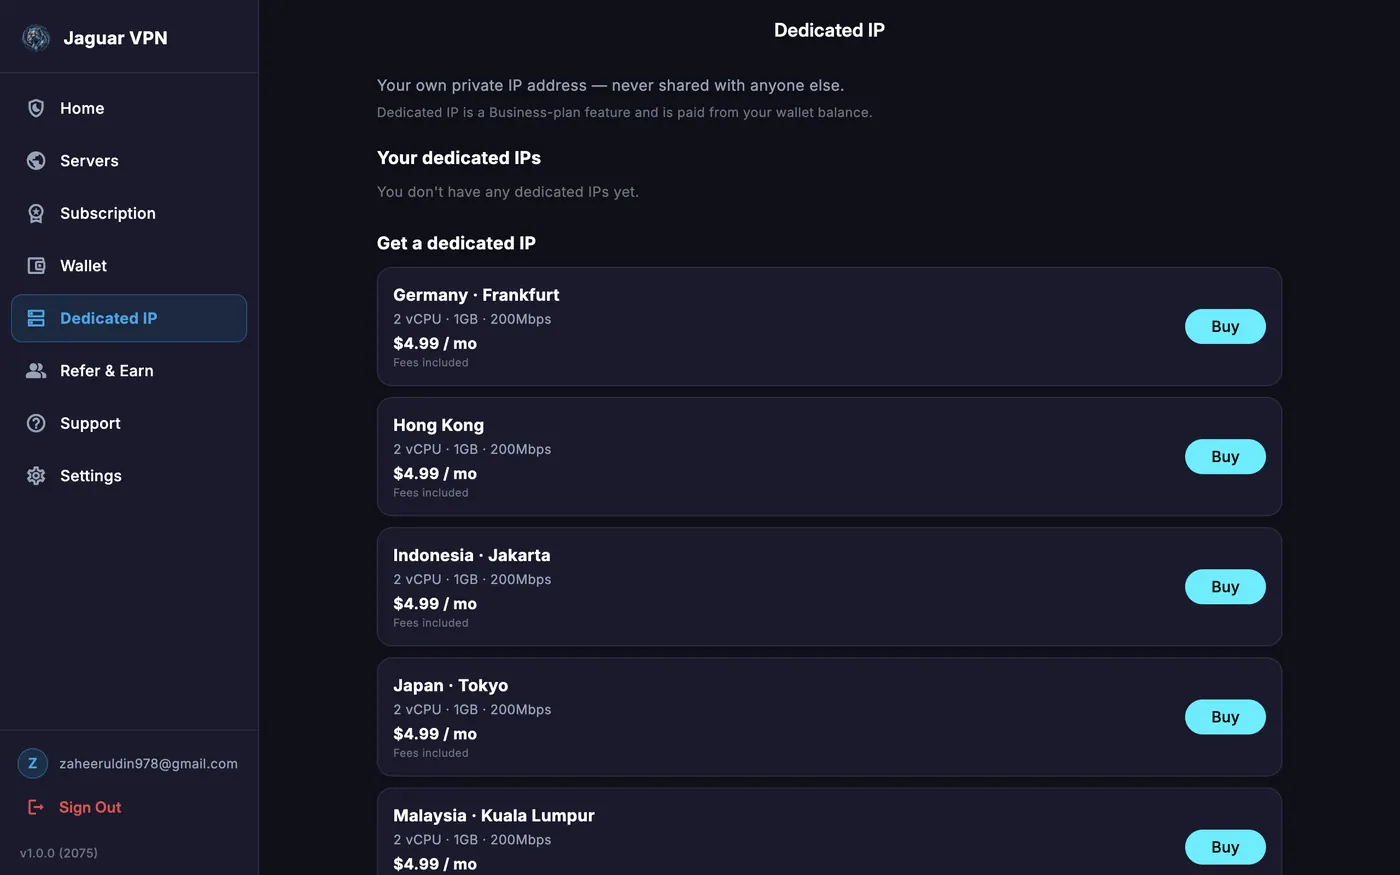 Jaguar VPN
Home
Servers
Subscription
Wallet
Dedicated IP
Refer & Earn
Support
Settings
Z
zaheeruldin978@gmail.com
Sign Out
v1.0.0 (2075)
Dedicated IP
Your own private IP address — never shared with anyone else.
Dedicated IP is a Business-plan feature and is paid from your wallet balance.
Your dedicated IPs
You don't have any dedicated IPs yet.
Get a dedicated IP
Germany · Frankfurt
2 vCPU · 1GB · 200Mbps
$4.99 / mo
Fees included
Buy
Hong Kong
2 vCPU · 1GB · 200Mbps
$4.99 / mo
Fees included
Buy
Indonesia · Jakarta
2 vCPU · 1GB · 200Mbps
$4.99 / mo
Fees included
Buy
Japan · Tokyo
2 vCPU · 1GB · 200Mbps
$4.99 / mo
Fees included
Buy
Malaysia · Kuala Lumpur
2 vCPU · 1GB · 200Mbps
$4.99 / mo
Buy